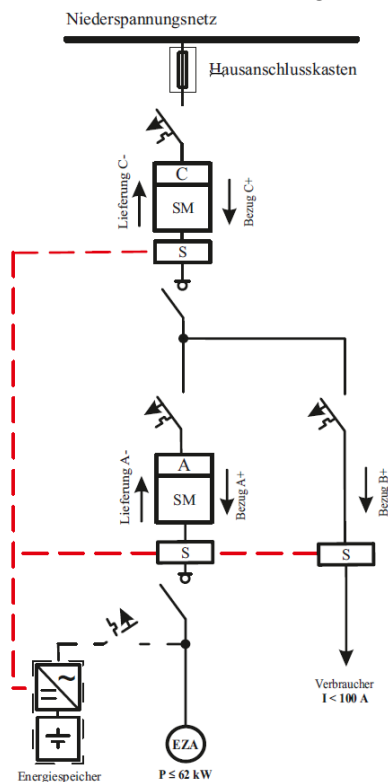 Niederspannungsnetz
Hausanschlusskasten
C
SM
Lieferung C-
Bezug C+
S
A
SM
Lieferung A-
Bezug A+
Bezug B+
S
S
Verbraucher
I < 100 A
EZA
Energiespeicher
P ≤ 62 kW